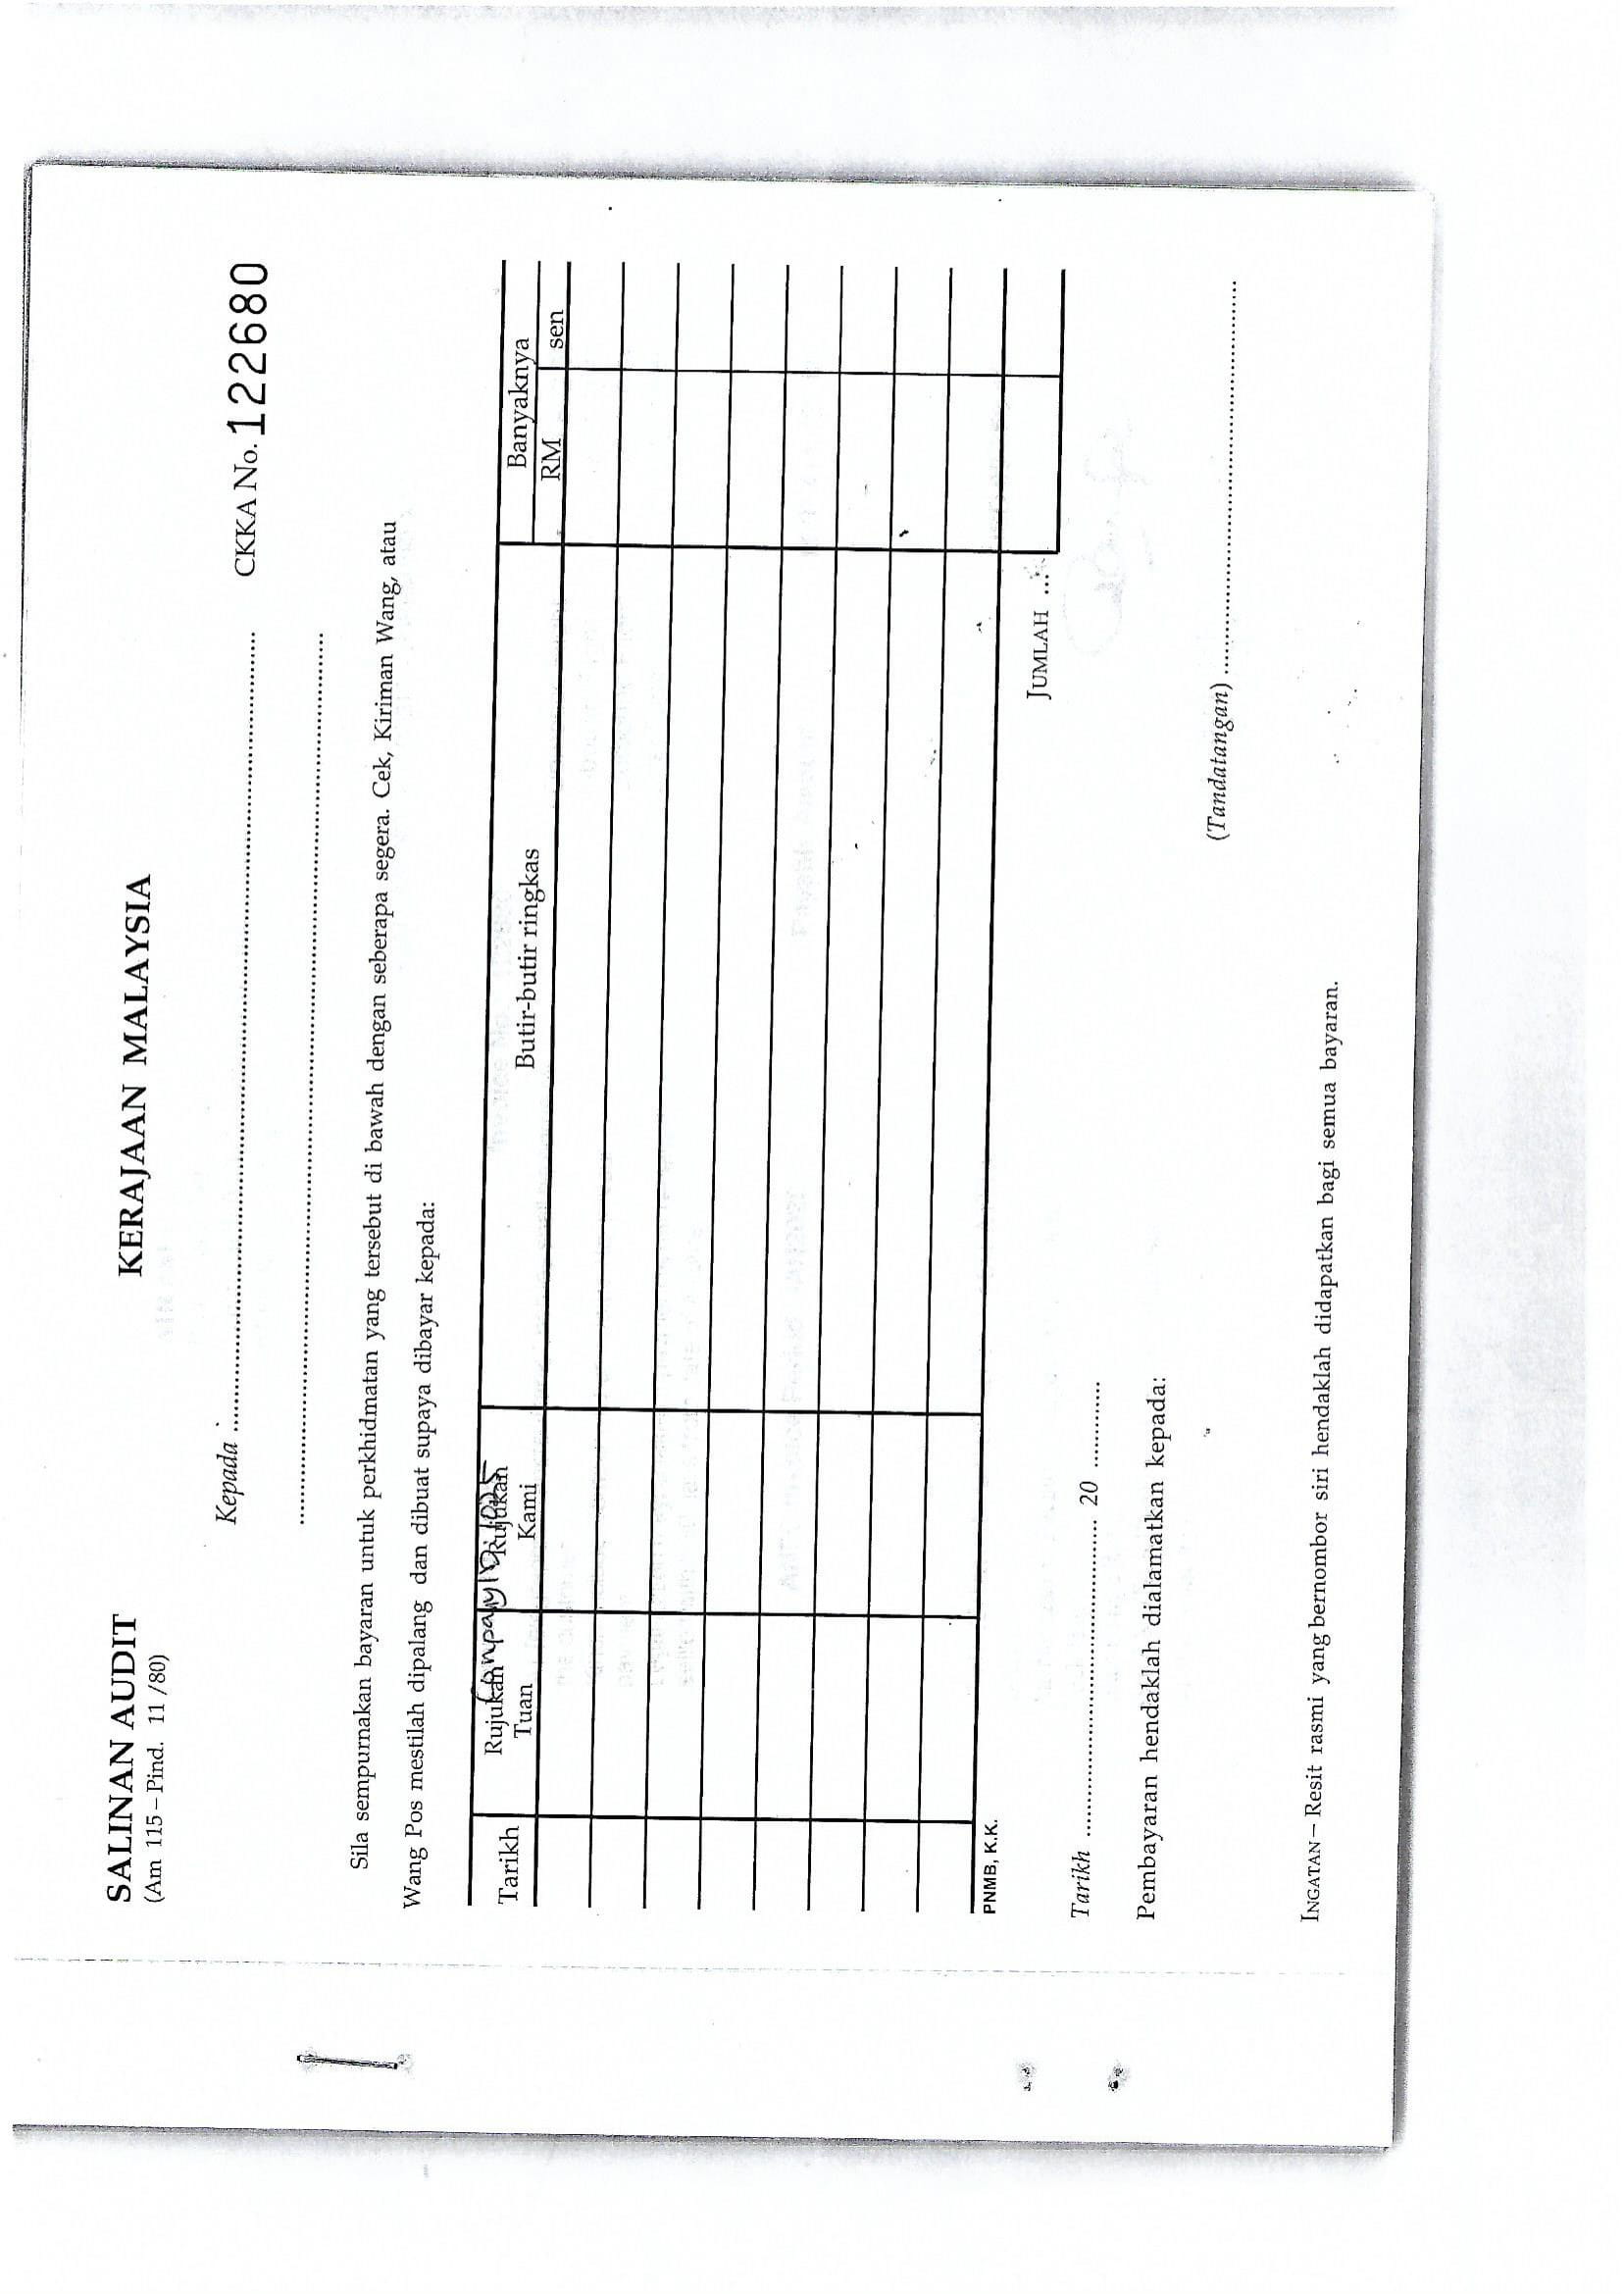 SALINAN AUDIT
(Am 115 – Pind. 11/80)
KERAJAAN MALAYSIA
Kepada
CKKA No. 122680
Sila sempurnakan bayaran untuk perkhidmatan yang tersebut di bawah dengan seberapa segera. Cek, Kiriman Wang, atau
Wang Pos mestilah dipalang dan dibuat supaya dibayar kepada:
Company ID: 1005
Tarikh Rujukan Tuan Rujukan Kami Butir-butir ringkas Banyaknya
RM sen
PNMB, K.K.
JUMLAH ...
Tarikh .................... 20 ............
Pembayaran hendaklah dialamatkan kepada:
(Tandatangan) ....................
INGATAN – Resit rasmi yang bernombor siri hendaklah didapatkan bagi semua bayaran.